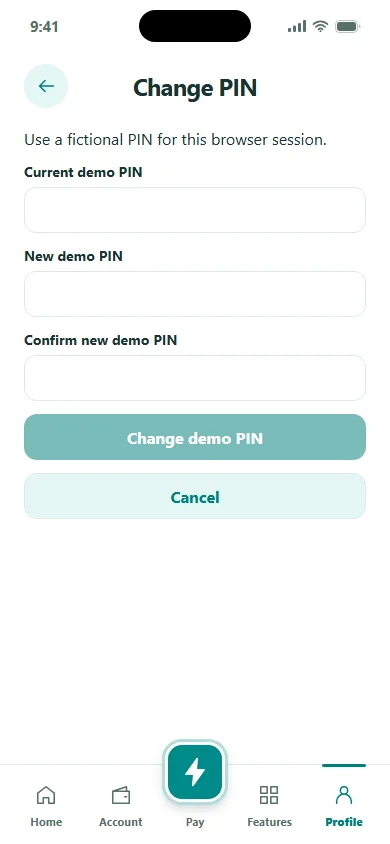 9:41
Change PIN
Use a fictional PIN for this browser session.
Current demo PIN
New demo PIN
Confirm new demo PIN
Change demo PIN
Cancel
Home
Account
Pay
Features
Profile